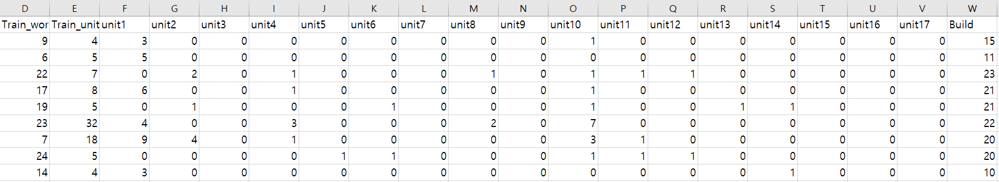 D E F G H I J K L M N O P Q R S T U V W
Train_wor Train_unit unit1 unit2 unit3 unit4 unit5 unit6 unit7 unit8 unit9 unit10 unit11 unit12 unit13 unit14 unit15 unit16 unit17 Build
9 4 3 0 0 0 0 0 0 0 0 1 0 0 0 0 0 0 0 15
6 5 5 0 0 0 0 0 0 0 0 0 0 0 0 0 0 0 0 11
22 7 0 2 0 1 0 0 0 1 0 1 1 1 0 0 0 0 0 23
17 8 6 0 0 1 0 0 0 0 0 1 0 0 0 0 0 0 0 21
19 5 0 1 0 0 0 1 0 0 0 1 0 0 1 1 0 0 0 21
23 32 4 0 0 3 0 0 0 2 0 7 0 0 0 0 0 0 0 22
7 18 9 4 0 1 0 0 0 0 0 3 1 0 0 0 0 0 0 20
24 5 0 0 0 0 1 1 0 0 0 1 1 1 0 0 0 0 0 20
14 4 3 0 0 0 0 0 0 0 0 0 0 0 0 1 0 0 0 10